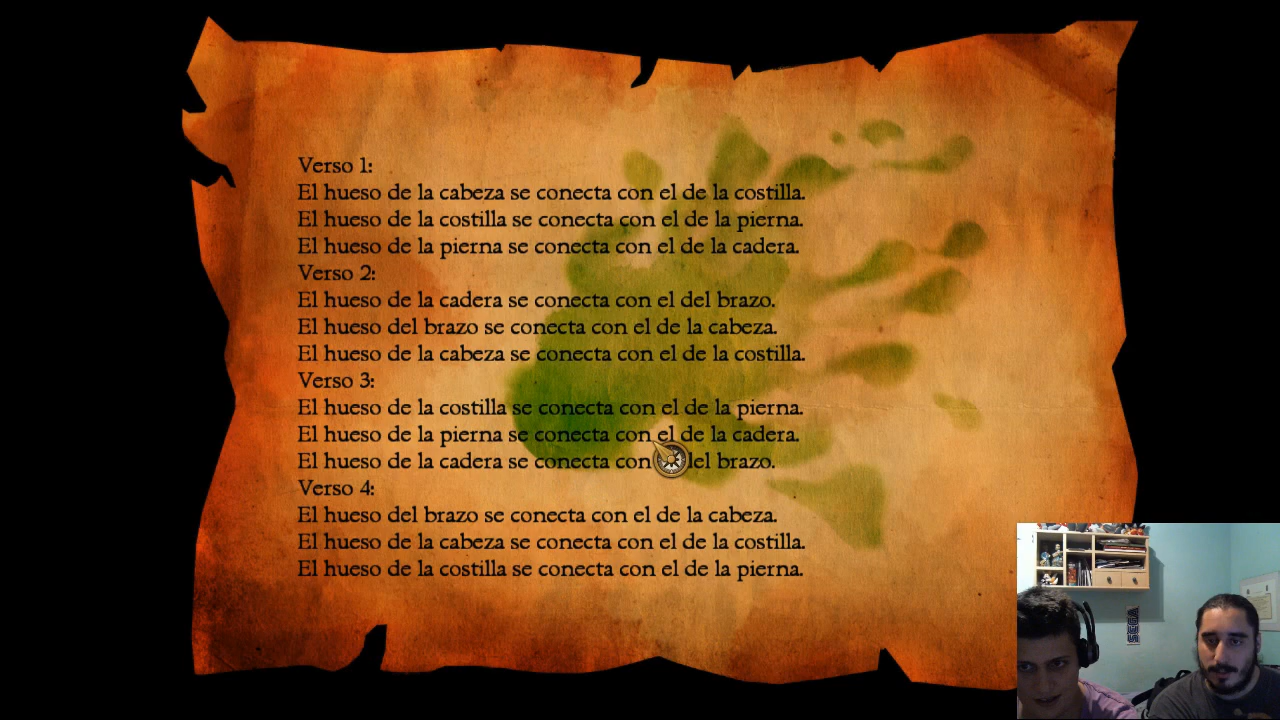 Verso 1:
El hueso de la cabeza se conecta con el de la costilla.
El hueso de la costilla se conecta con el de la pierna.
El hueso de la pierna se conecta con el de la cadera.
Verso 2:
El hueso de la cadera se conecta con el del brazo.
El hueso del brazo se conecta con el de la cabeza.
El hueso de la cabeza se conecta con el de la costilla.
Verso 3:
El hueso de la costilla se conecta con el de la pierna.
El hueso de la pierna se conecta con el de la cadera.
El hueso de la cadera se conecta con del brazo.
Verso 4:
El hueso del brazo se conecta con el de la cabeza.
El hueso de la cabeza se conecta con el de la costilla.
El hueso de la costilla se conecta con el de la pierna.
SEGA